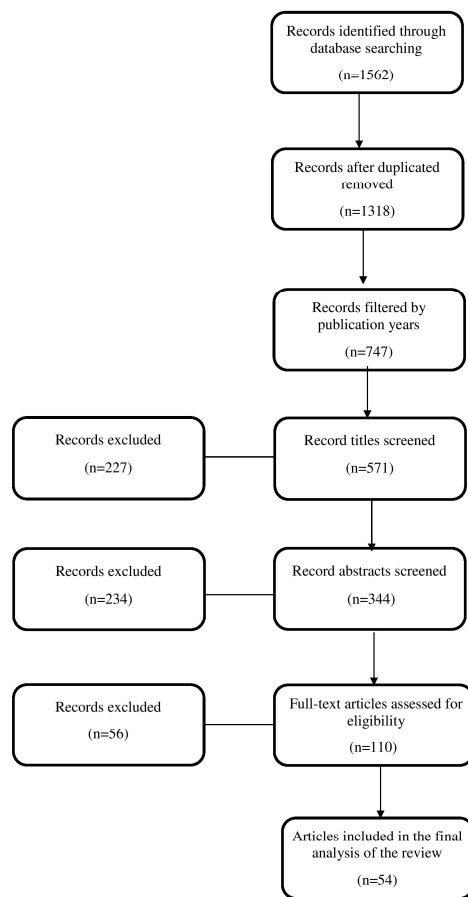 Records identified through
database searching
(n=1562)
Records after duplicated
removed
(n=1318)
Records filtered by
publication years
(n=747)
Records excluded
(n=227)
Record titles screened
(n=571)
Records excluded
(n=234)
Record abstracts screened
(n=344)
Records excluded
(n=56)
Full-text articles assessed for
eligibility
(n=110)
Articles included in the final
analysis of the review
(n=54)